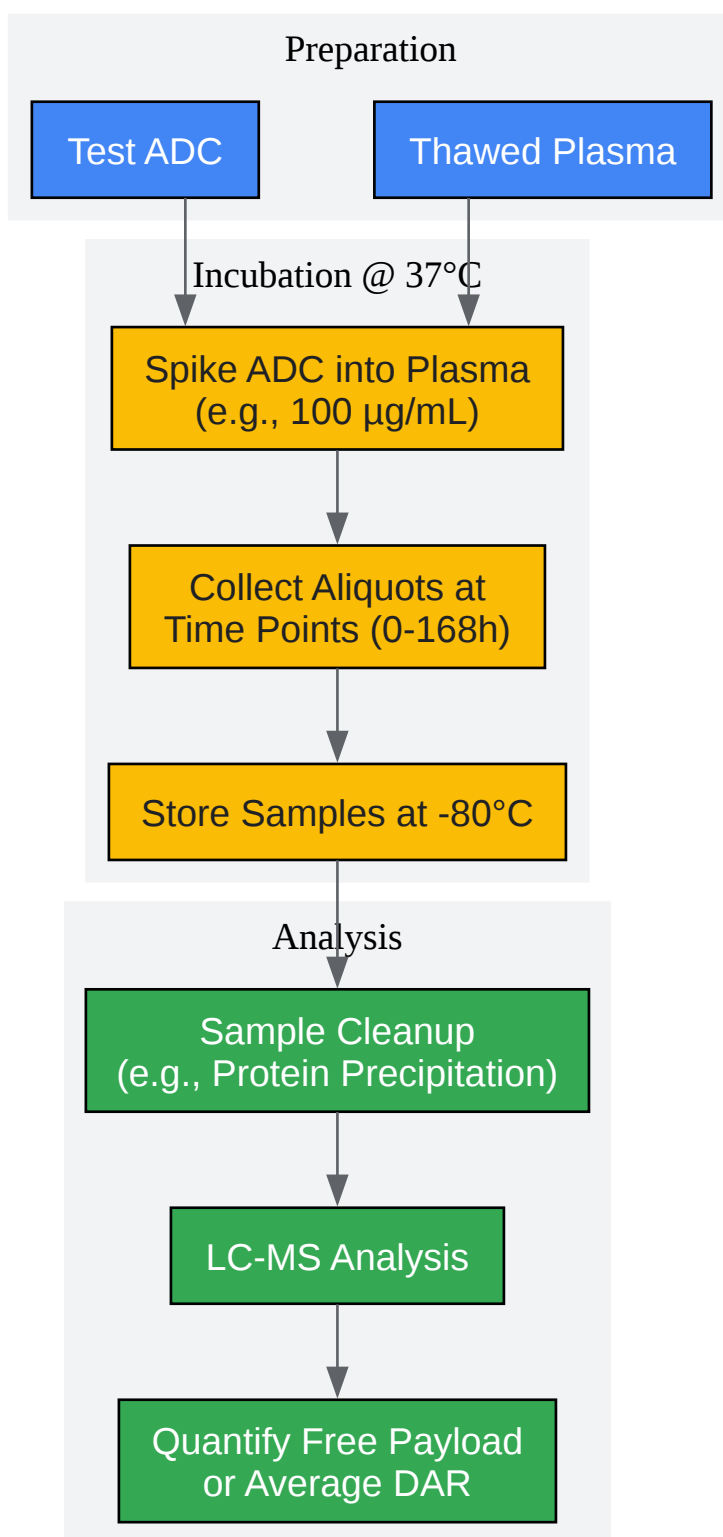 Preparation
Test ADC
Thawed Plasma
Incubation @ 37°C
Spike ADC into Plasma
(e.g., 100 µg/mL)
Collect Aliquots at
Time Points (0-168h)
Store Samples at -80°C
Analysis
Sample Cleanup
(e.g., Protein Precipitation)
LC-MS Analysis
Quantify Free Payload
or Average DAR